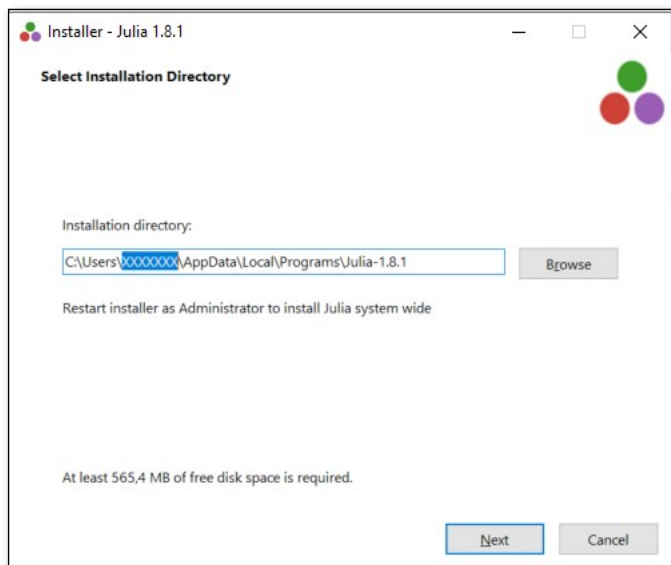 Installer - Julia 1.8.1
Select Installation Directory
Installation directory:
C:\Users\XXXXXXX\AppData\Local\Programs\Julia-1.8.1
Browse
Restart installer as Administrator to install Julia system wide
At least 565,4 MB of free disk space is required.
Next
Cancel